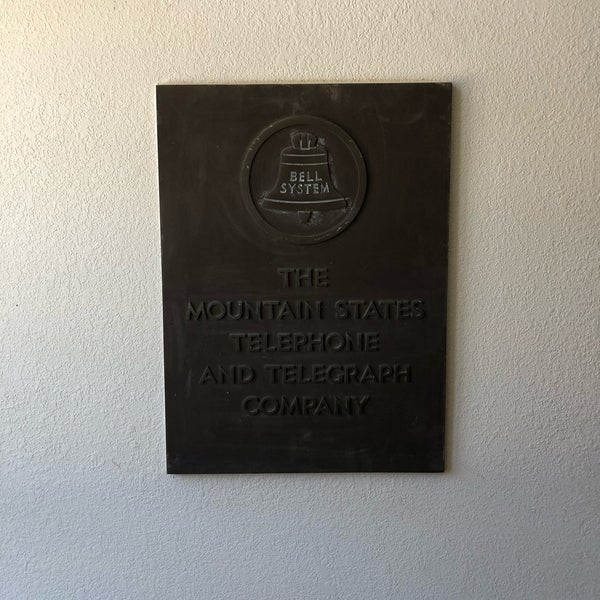 BELL
SYSTEM
THE
MOUNTAIN STATES
TELEPHONE
AND TELEGRAPH
COMPANY